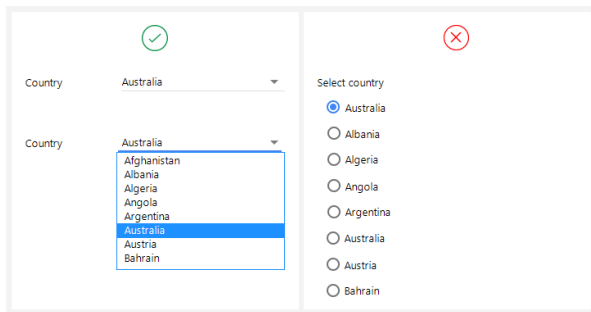 Country Australia
Country Australia
Afghanistan
Albania
Algeria
Angola
Argentina
Australia
Austria
Bahrain
Select country
Australia
Albania
Algeria
Angola
Argentina
Australia
Austria
Bahrain